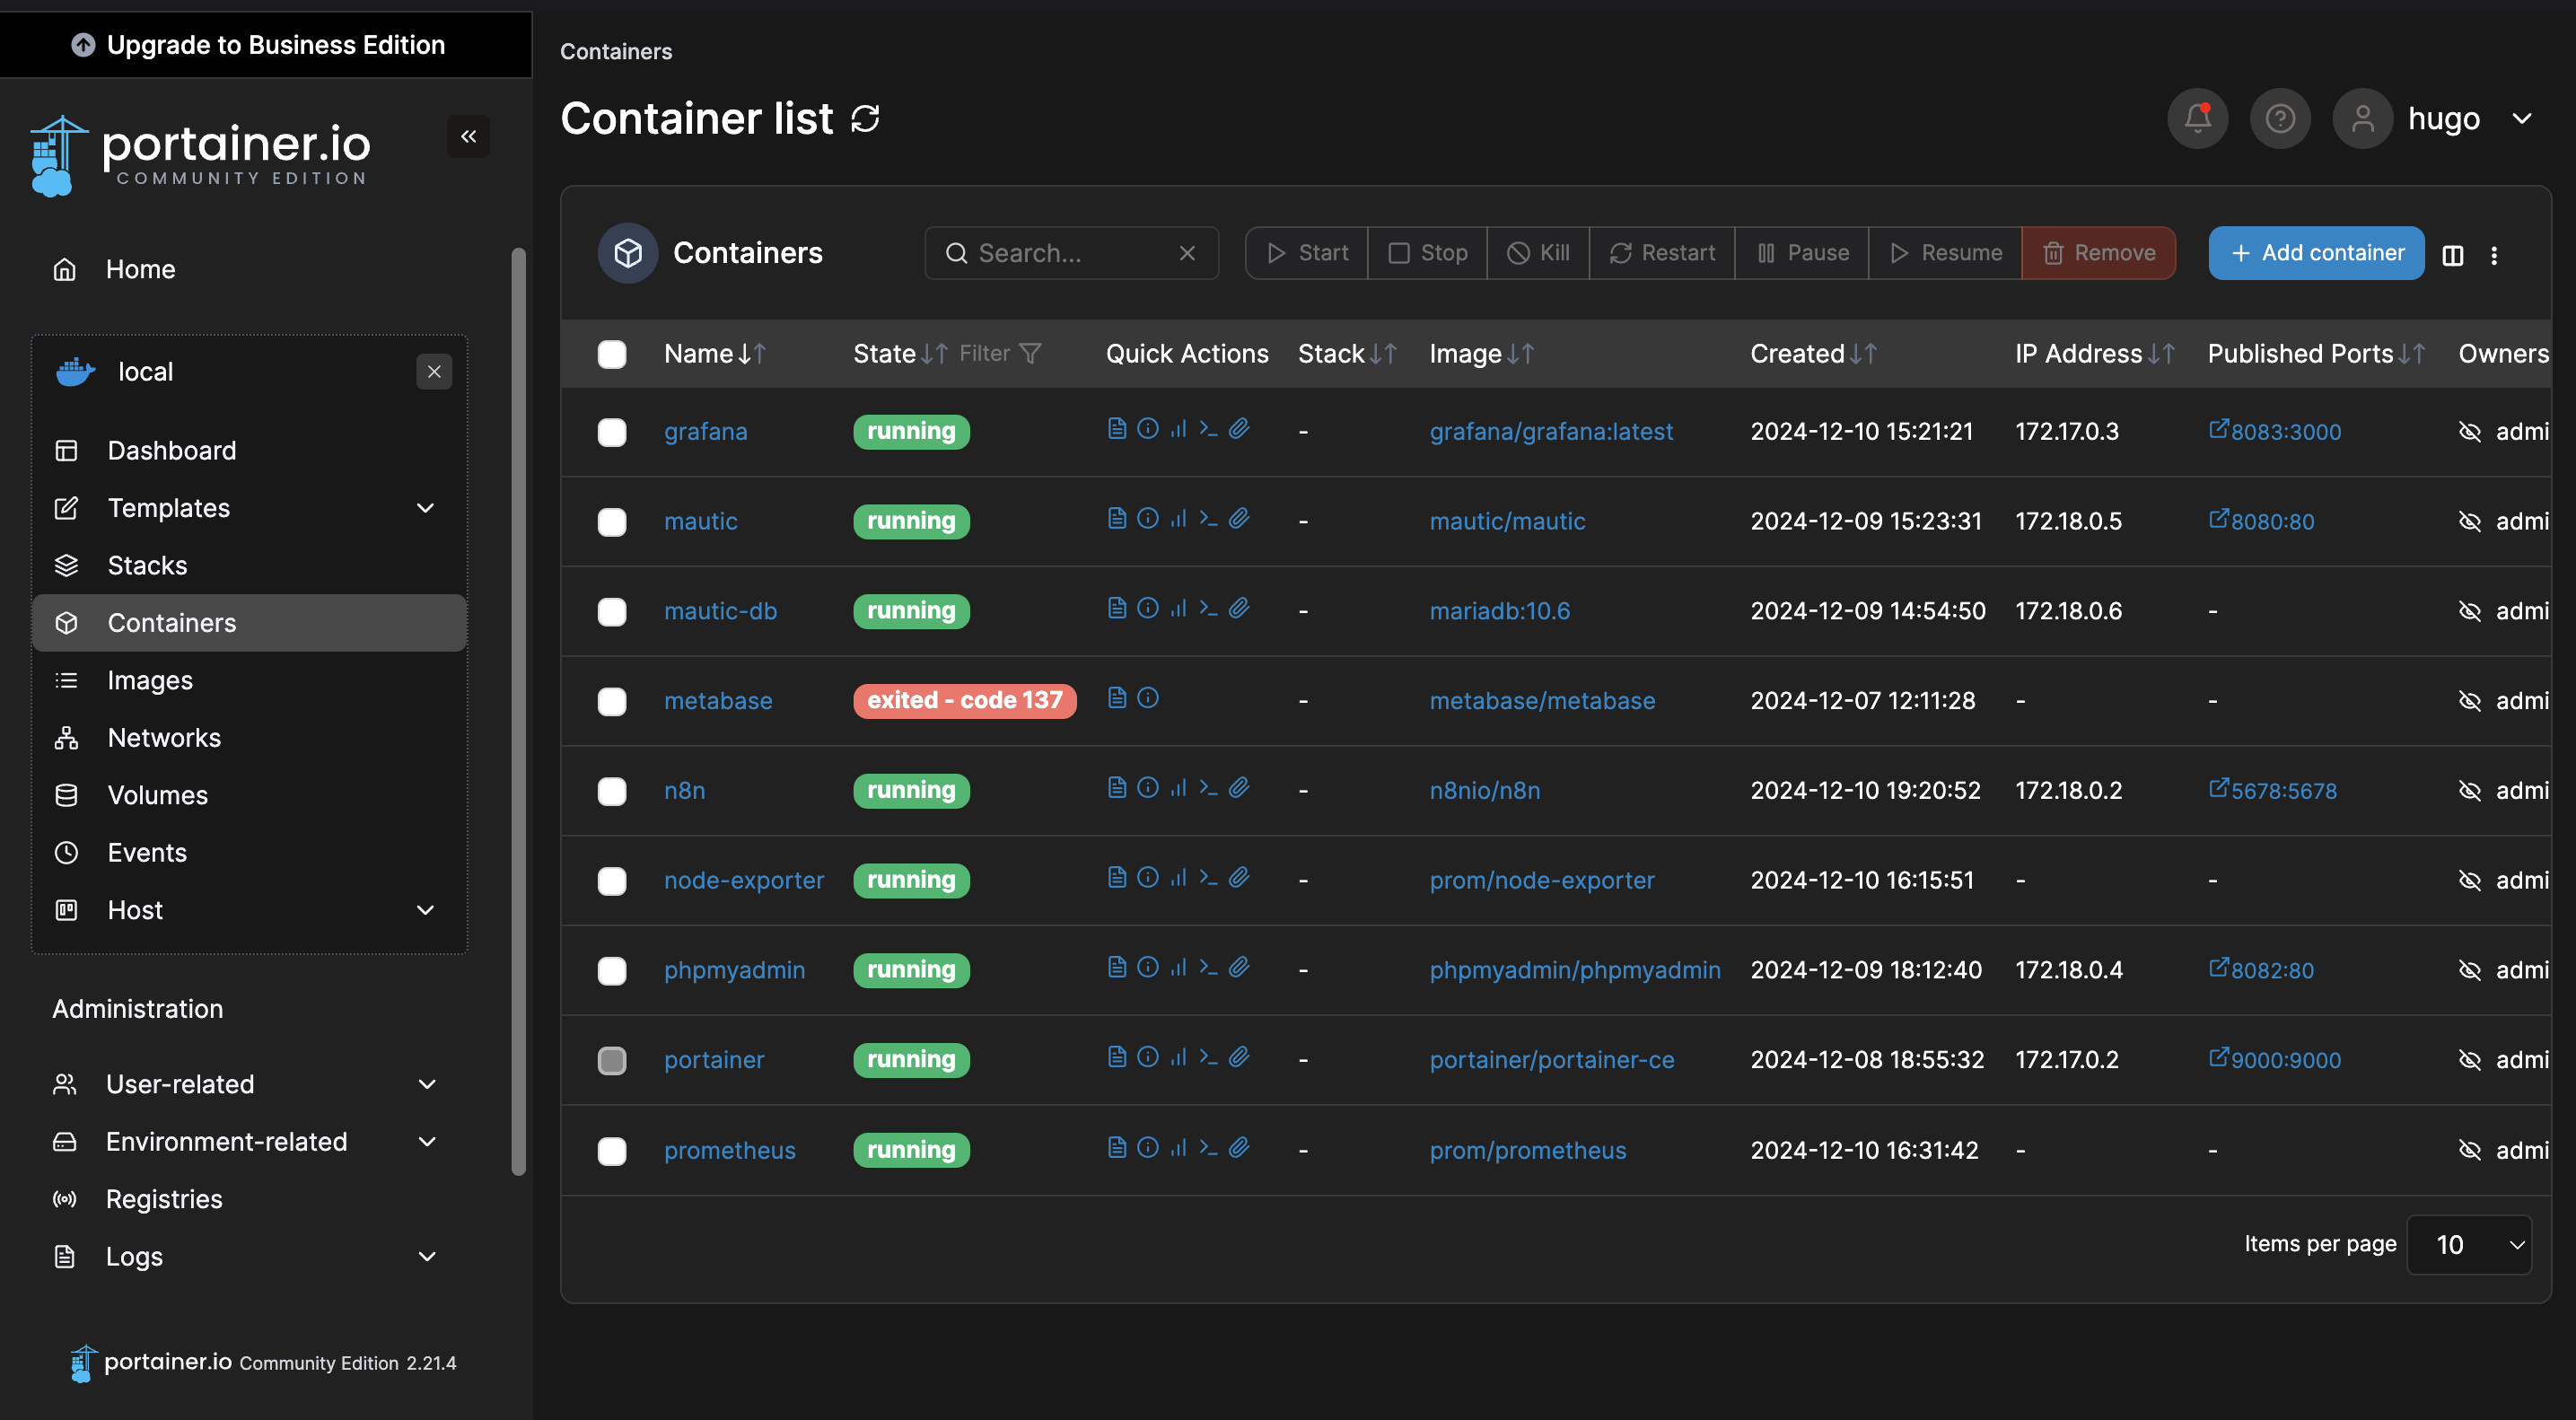 Upgrade to Business Edition
portainer.io
COMMUNITY EDITION
Home
local
Dashboard
Templates
Stacks
Containers
Images
Networks
Volumes
Events
Host
Administration
User-related
Environment-related
Registries
Logs
portainer.io Community Edition 2.21.4
Containers
Container list
hugo
Containers Search... Start Stop Kill Restart Pause Resume Remove + Add container
Name State Filter Quick Actions Stack Image Created IP Address Published Ports Owners
grafana running - grafana/grafana:latest 2024-12-10 15:21:21 172.17.0.3 8083:3000 admi
mautic running - mautic/mautic 2024-12-09 15:23:31 172.18.0.5 8080:80 admi
mautic-db running - mariadb:10.6 2024-12-09 14:54:50 172.18.0.6 - admi
metabase exited - code 137 - metabase/metabase 2024-12-07 12:11:28 - - admi
n8n running - n8nio/n8n 2024-12-10 19:20:52 172.18.0.2 5678:5678 admi
node-exporter running - prom/node-exporter 2024-12-10 16:15:51 - - admi
phpmyadmin running - phpmyadmin/phpmyadmin 2024-12-09 18:12:40 172.18.0.4 8082:80 admi
portainer running - portainer/portainer-ce 2024-12-08 18:55:32 172.17.0.2 9000:9000 admi
prometheus running - prom/prometheus 2024-12-10 16:31:42 - - admi
Items per page 10